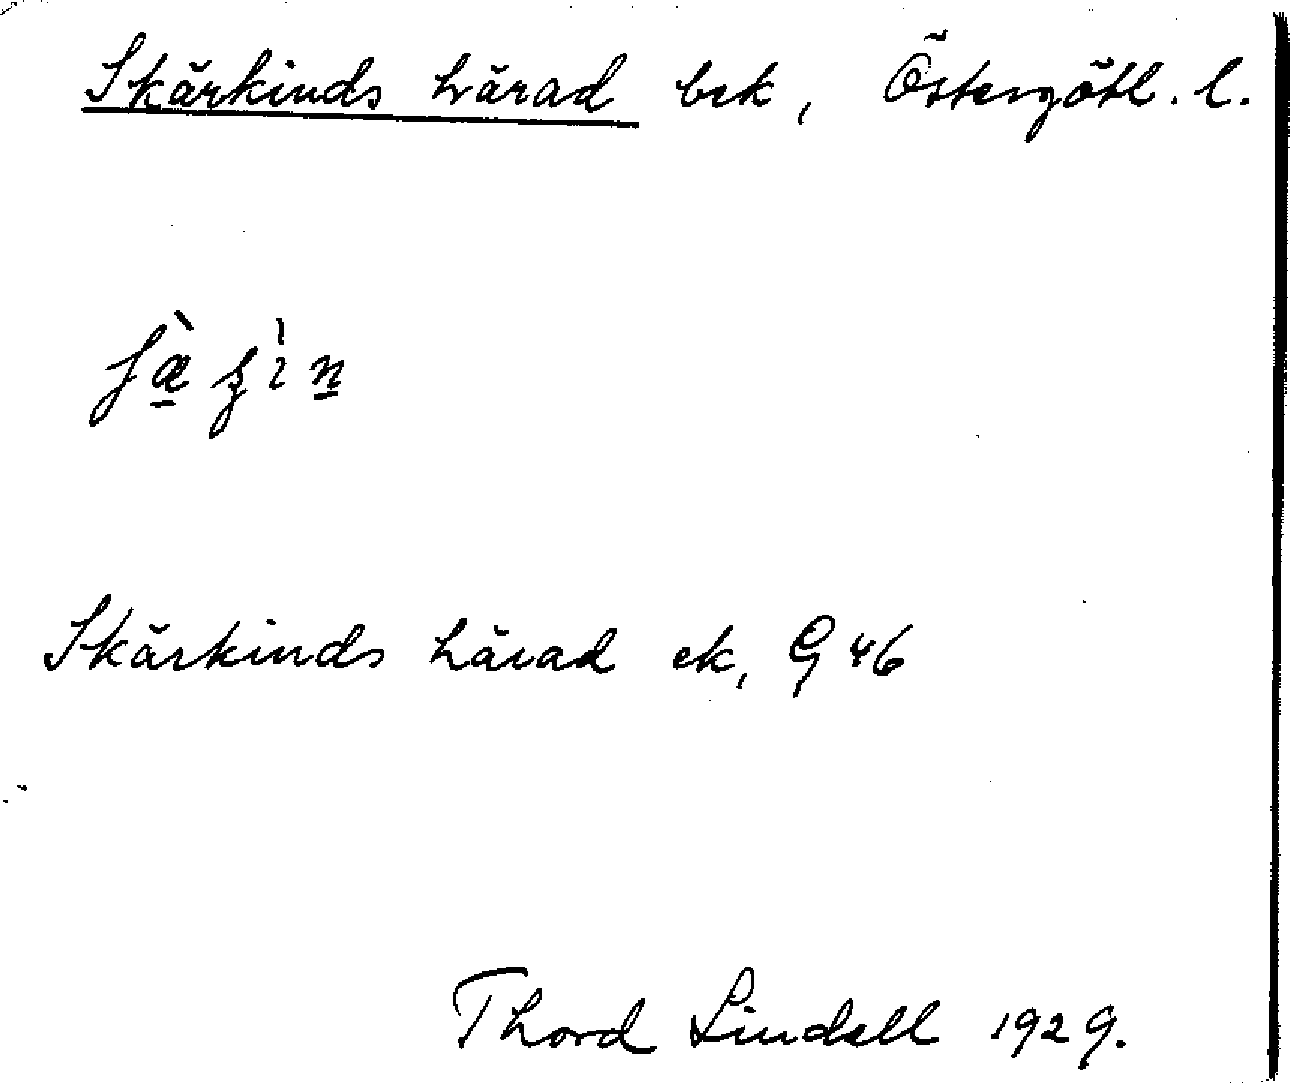 Skärkinds härad bek, Östergötl. l.
Skärkinds härad ek, G 46
Thord Lindell 1929.